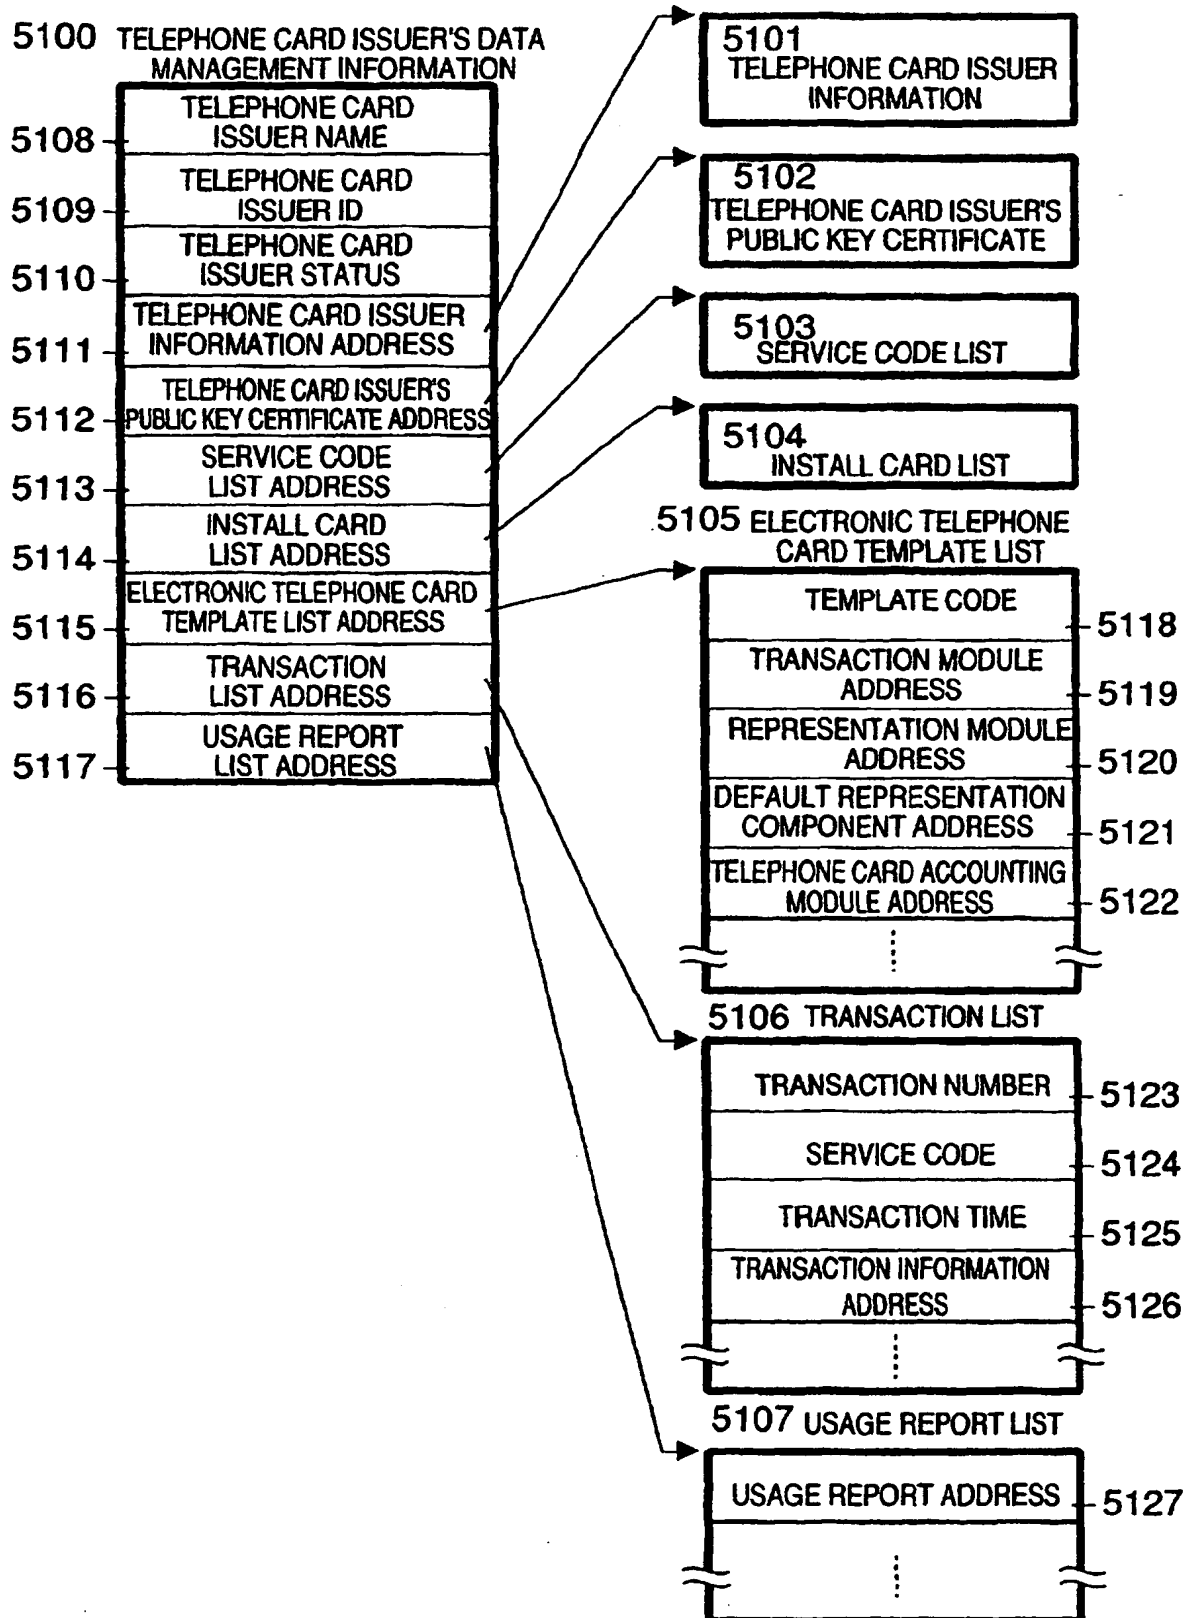 5100 TELEPHONE CARD ISSUER'S DATA
MANAGEMENT INFORMATION
TELEPHONE CARD
ISSUER NAME
5108
TELEPHONE CARD
ISSUER ID
5109
TELEPHONE CARD
ISSUER STATUS
5110
TELEPHONE CARD ISSUER
INFORMATION ADDRESS
5111
TELEPHONE CARD ISSUER'S
PUBLIC KEY CERTIFICATE ADDRESS
5112
SERVICE CODE
LIST ADDRESS
5113
INSTALL CARD
LIST ADDRESS
5114
ELECTRONIC TELEPHONE CARD
TEMPLATE LIST ADDRESS
5115
TRANSACTION
LIST ADDRESS
5116
USAGE REPORT
LIST ADDRESS
5117
5101
TELEPHONE CARD ISSUER
INFORMATION
5102
TELEPHONE CARD ISSUER'S
PUBLIC KEY CERTIFICATE
5103
SERVICE CODE LIST
5104
INSTALL CARD LIST
5105 ELECTRONIC TELEPHONE
CARD TEMPLATE LIST
TEMPLATE CODE
5118
TRANSACTION MODULE
ADDRESS
5119
REPRESENTATION MODULE
ADDRESS
5120
DEFAULT REPRESENTATION
COMPONENT ADDRESS
5121
TELEPHONE CARD ACCOUNTING
MODULE ADDRESS
5122
5106 TRANSACTION LIST
TRANSACTION NUMBER
5123
SERVICE CODE
5124
TRANSACTION TIME
5125
TRANSACTION INFORMATION
ADDRESS
5126
5107 USAGE REPORT LIST
USAGE REPORT ADDRESS
5127